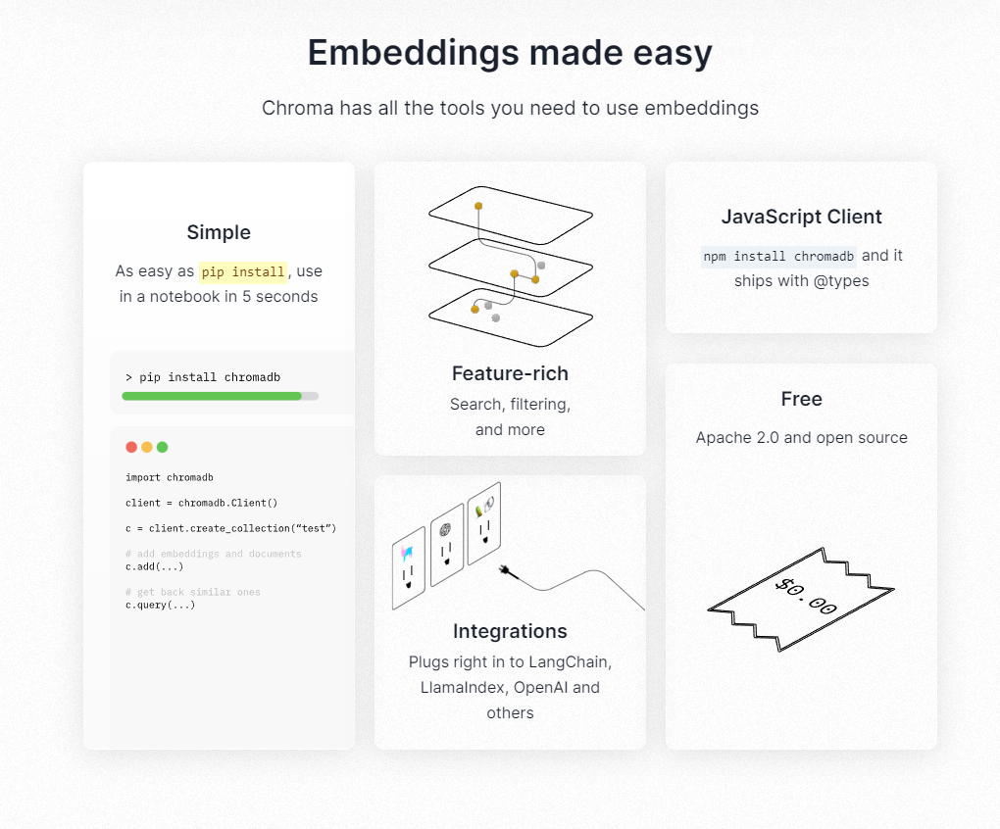 Embeddings made easy
Chroma has all the tools you need to use embeddings
Simple
As easy as pip install, use
in a notebook in 5 seconds
> pip install chromadb
import chromadb
client = chromadb.Client()
c = client.create_collection(“test”)
# add embeddings and documents
c.add(...)
# get back similar ones
c.query(...)
Feature-rich
Search, filtering,
and more
Integrations
Plugs right in to LangChain,
LlamaIndex, OpenAI and
others
JavaScript Client
npm install chromadb and it
ships with @types
Free
Apache 2.0 and open source
$0.00